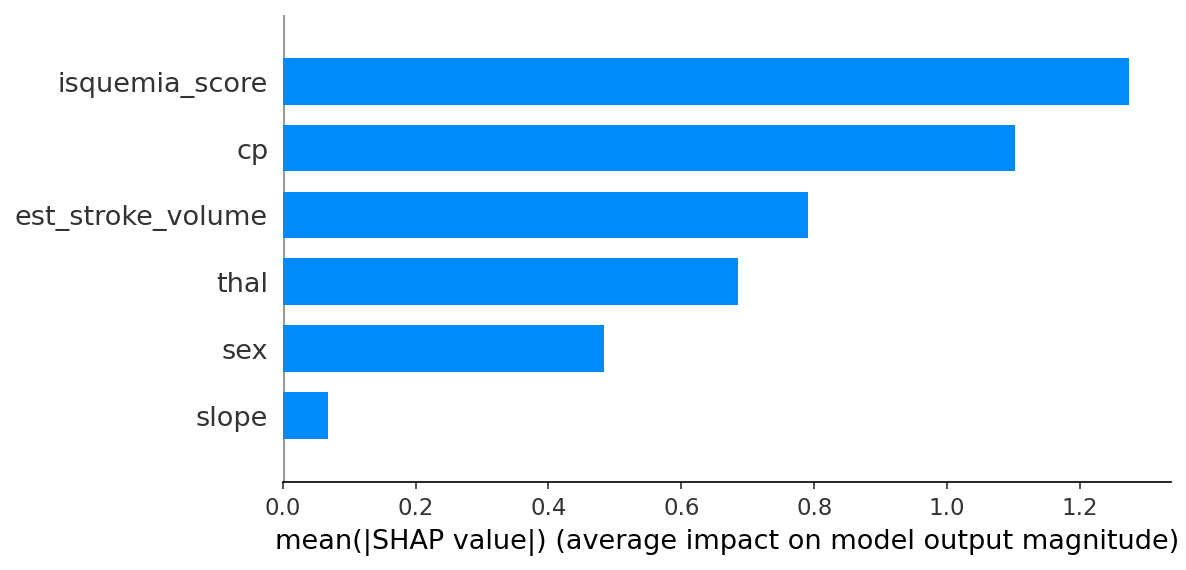 isquemia_score
cp
est_stroke_volume
thal
sex
slope
0.0 0.2 0.4 0.6 0.8 1.0 1.2
mean(|SHAP value|) (average impact on model output magnitude)